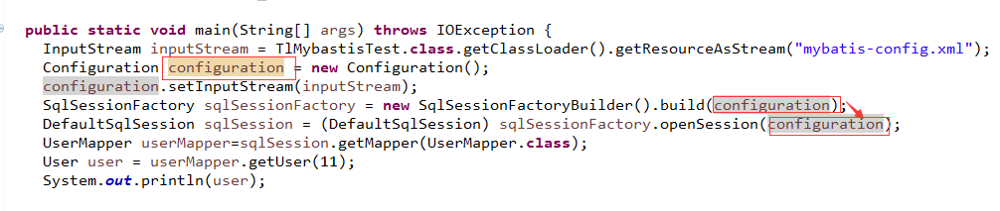 public static void main(String[] args) throws IOException {
InputStream inputStream = TlMybastisTest.class.getClassLoader().getResourceAsStream("mybatis-config.xml");
Configuration configuration = new Configuration();
configuration.setInputStream(inputStream);
SqlSessionFactory sqlSessionFactory = new SqlSessionFactoryBuilder().build(configuration);
DefaultSqlSession sqlSession = (DefaultSqlSession) sqlSessionFactory.openSession(configuration);
UserMapper userMapper=sqlSession.getMapper(UserMapper.class);
User user = userMapper.getUser(11);
System.out.println(user);